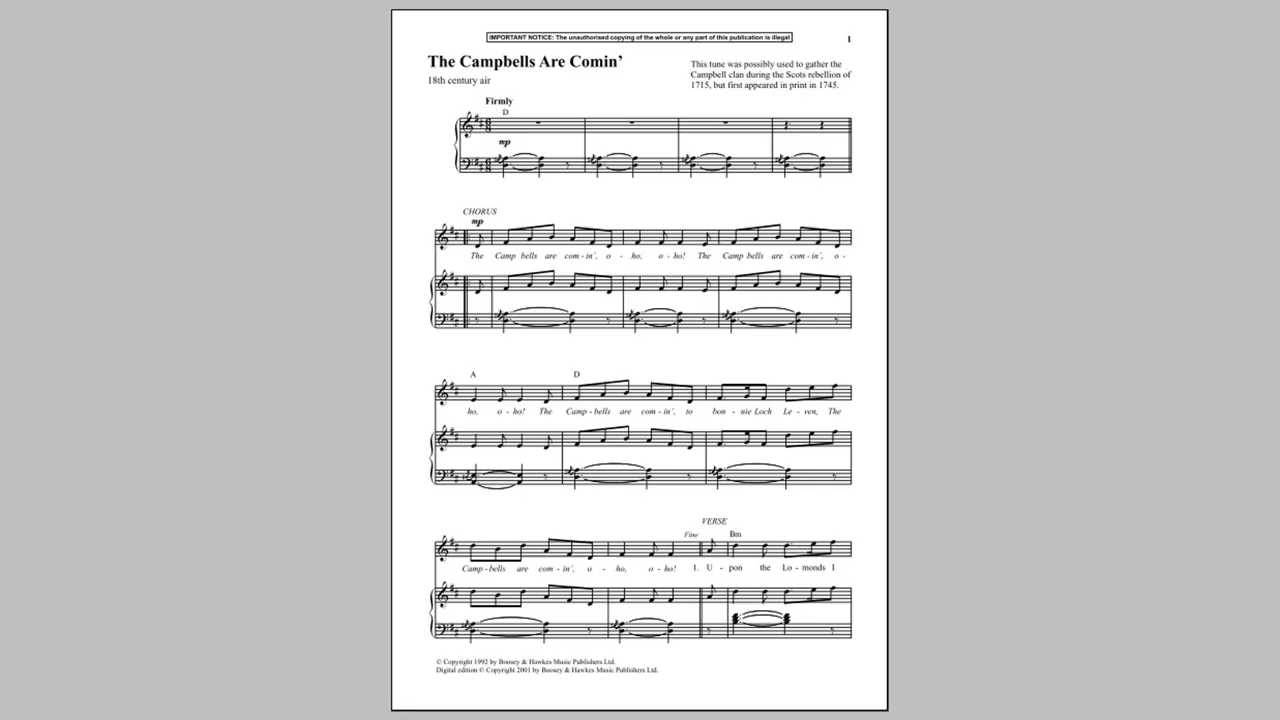 IMPORTANT NOTICE: The unauthorised copying of the whole or any part of this publication is illegal
1
The Campbells Are Comin’
18th century air
This tune was possibly used to gather the
Campbell clan during the Scots rebellion of
1715, but first appeared in print in 1745.
Firmly
D
mp
CHORUS
mp
The Camp bells are com - in’, o - ho, o - ho! The Camp bells are com - in’, o -
A D
ho, o - ho! The Camp - bells are com - in’, to bon - nie Loch Le - ven, The
VERSE
Fine Bm
Camp - bells are com - in’, o - ho, o - ho! 1. U - pon the Lo - monds I
© Copyright 1992 by Boosey & Hawkes Music Publishers Ltd.
Digital edition © Copyright 2001 by Boosey & Hawkes Music Publishers Ltd.